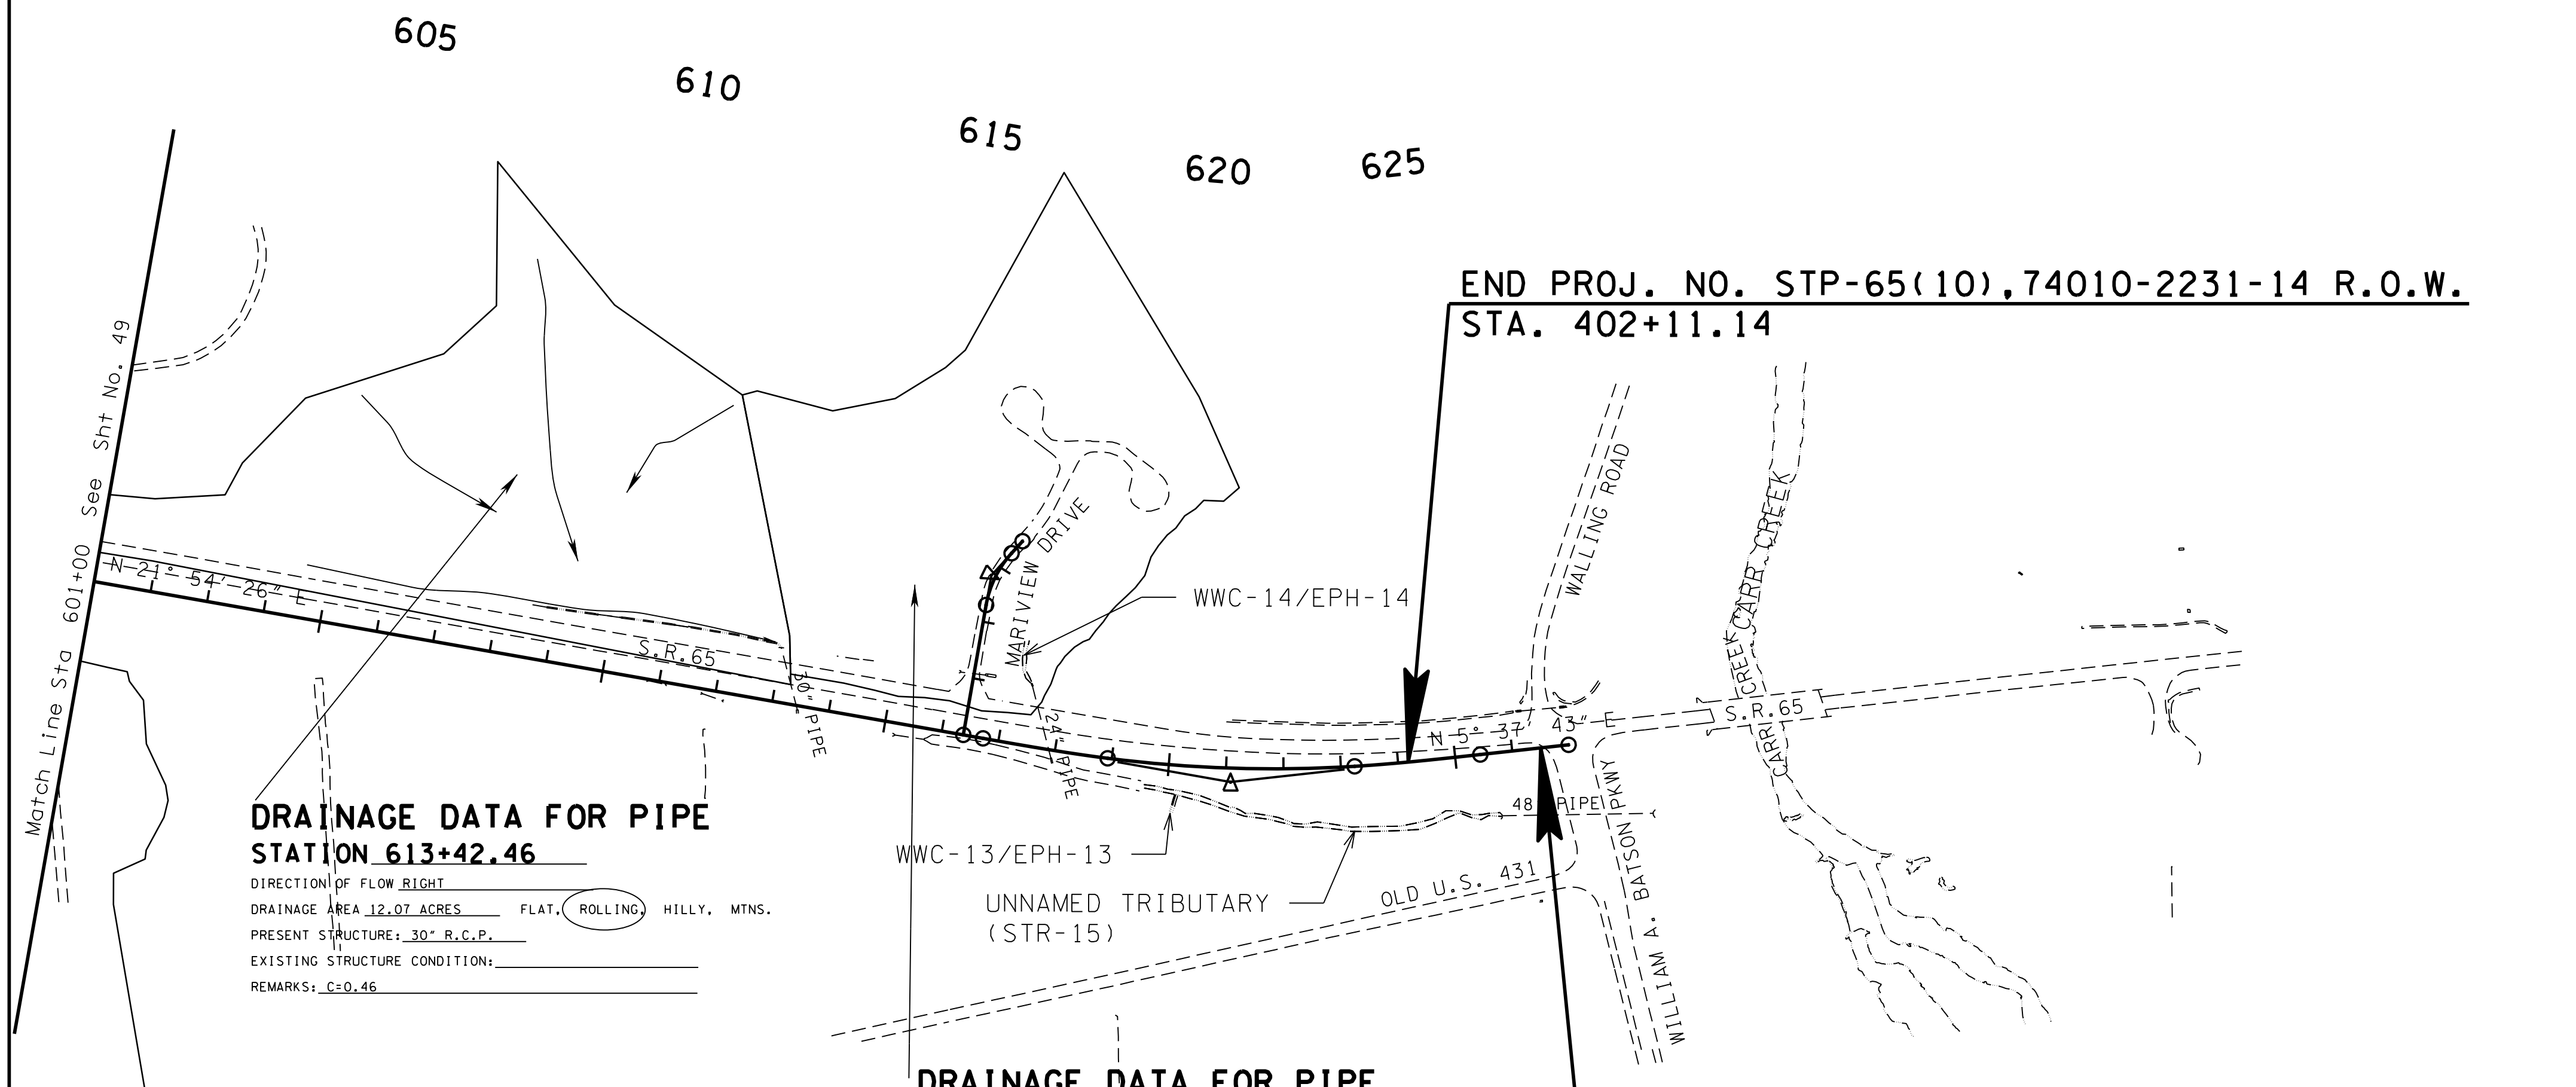 605
610
615
620
625
END PROJ. NO. STP-65(10),74010-2231-14 R.O.W.
STA. 402+11.14
Match Line Sta 601+00 See Sht No. 49
N 21° 54' 26" E
S.R.65
30" PIPE
MARIVIEW DRIVE
24" PIPE
WWC-14/EPH-14
WALING ROAD
CARR CREEK
CREEK
CARR
S.R.65
N 5° 37' 43" E
48" PIPE
WWC-13/EPH-13
UNNAMED TRIBUTARY
(STR-15)
OLD U.S. 431
WILLIAM A. BATSON PKWY
DRAINAGE DATA FOR PIPE
STATION 613+42.46
DIRECTION OF FLOW RIGHT
DRAINAGE AREA 12.07 ACRES FLAT, ROLLING, HILLY, MTNS.
PRESENT STRUCTURE: 30" R.C.P.
EXISTING STRUCTURE CONDITION:
REMARKS: C=0.46
DRAINAGE DATA FOR PIPE